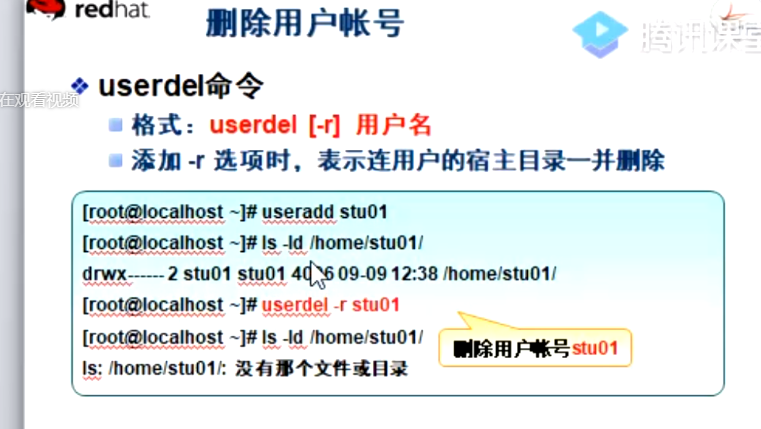 redhat.
删除用户帐号
腾讯课堂
在观看视频
userdel命令
格式：userdel [-r] 用户名
添加 -r 选项时，表示连用户的宿主目录一并删除
[root@localhost ~]# useradd stu01
[root@localhost ~]# ls -ld /home/stu01/
drwx------ 2 stu01 stu01 4096 09-09 12:38 /home/stu01/
[root@localhost ~]# userdel -r stu01
[root@localhost ~]# ls -ld /home/stu01/
删除用户帐号stu01
ls: /home/stu01/: 没有那个文件或目录